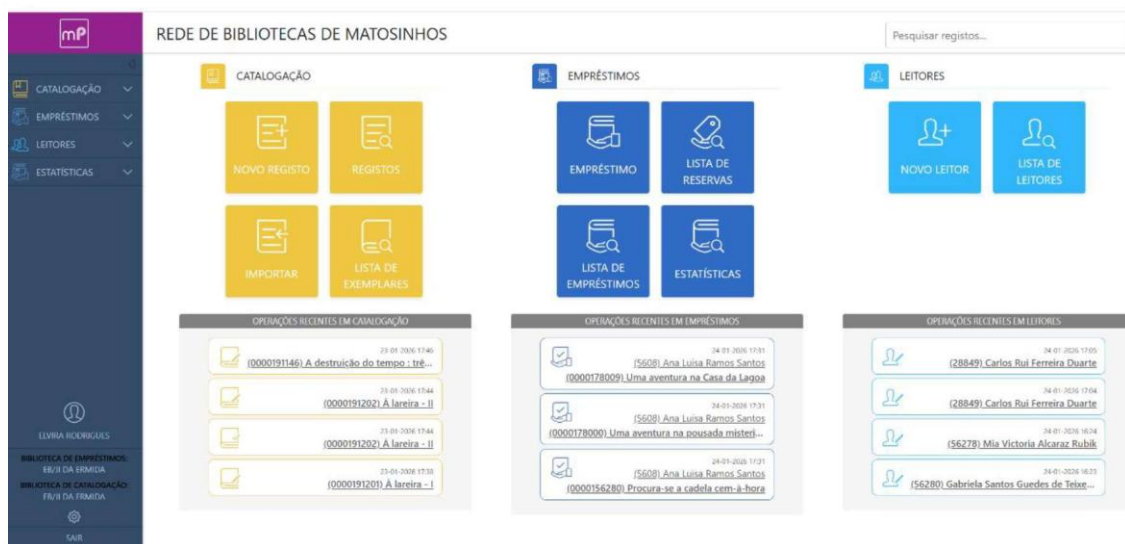 mP
REDE DE BIBLIOTECAS DE MATOSINHOS
Pesquisar registos...
CATALOGAÇÃO
EMPRÉSTIMOS
LEITORES
ESTATÍSTICAS
ELVIRA RODRIGUES
BIBLIOTECA DE EMPRÉSTIMOS:
EB/JI DA ERMIDA
BIBLIOTECA DE CATALOGAÇÃO:
EB/JI DA ERMIDA
SAIR
CATALOGAÇÃO
NOVO REGISTO
REGISTOS
IMPORTAR
LISTA DE
EXEMPLARES
OPERAÇÕES RECENTES EM CATALOGAÇÃO
23-01-2026 17:46
(0000191146) A destruição do tempo : trê...
23-01-2026 17:44
(0000191202) À lareira - II
23-01-2026 17:44
(0000191202) À lareira - II
23-01-2026 17:33
(0000191201) À lareira - I
EMPRÉSTIMOS
EMPRÉSTIMO
LISTA DE
RESERVAS
LISTA DE
EMPRÉSTIMOS
ESTATÍSTICAS
OPERAÇÕES RECENTES EM EMPRÉSTIMOS
24-01-2026 17:31
(5608) Ana Luisa Ramos Santos
(0000178009) Uma aventura na Casa da Lagoa
24-01-2026 17:31
(5608) Ana Luisa Ramos Santos
(0000178000) Uma aventura na pousada misteri...
24-01-2026 17:31
(5608) Ana Luisa Ramos Santos
(0000156280) Procura-se a cadela cem-à-hora
LEITORES
NOVO LEITOR
LISTA DE
LEITORES
OPERAÇÕES RECENTES EM LEITORES
24-01-2026 17:05
(28849) Carlos Rui Ferreira Duarte
24-01-2026 17:04
(28849) Carlos Rui Ferreira Duarte
24-01-2026 16:24
(56278) Mia Victoria Alcaraz Rubik
24-01-2026 16:23
(56280) Gabriela Santos Guedes de Teixe...